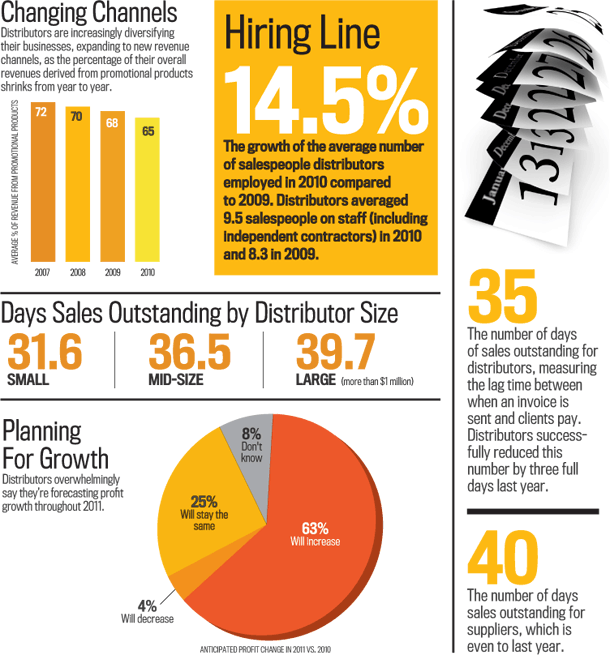 Changing Channels
Distributors are increasingly diversifying
their businesses, expanding to new revenue
channels, as the percentage of their overall
revenues derived from promotional products
shrinks from year to year.
AVERAGE % OF REVENUE FROM PROMOTIONAL PRODUCTS
72
70
68
65
2007
2008
2009
2010
Hiring Line
14.5%
The growth of the average number
of salespeople distributors
employed in 2010 compared
to 2009. Distributors averaged
9.5 salespeople on staff (including
independent contractors) in 2010
and 8.3 in 2009.
26
27
22
13
Decem
13
Januar
Days Sales Outstanding by Distributor Size
31.6
SMALL
36.5
MID-SIZE
39.7
LARGE (more than $1 million)
Planning
For Growth
Distributors overwhelmingly
say they're forecasting profit
growth throughout 2011.
8%
Don't
know
25%
Will stay the
same
63%
Will increase
4%
Will decrease
ANTICIPATED PROFIT CHANGE IN 2011 VS. 2010
35
The number of days
of sales outstanding for
distributors, measuring
the lag time between
when an invoice is
sent and clients pay.
Distributors success-
fully reduced this
number by three full
days last year.
40
The number of days
sales outstanding for
suppliers, which is
even to last year.